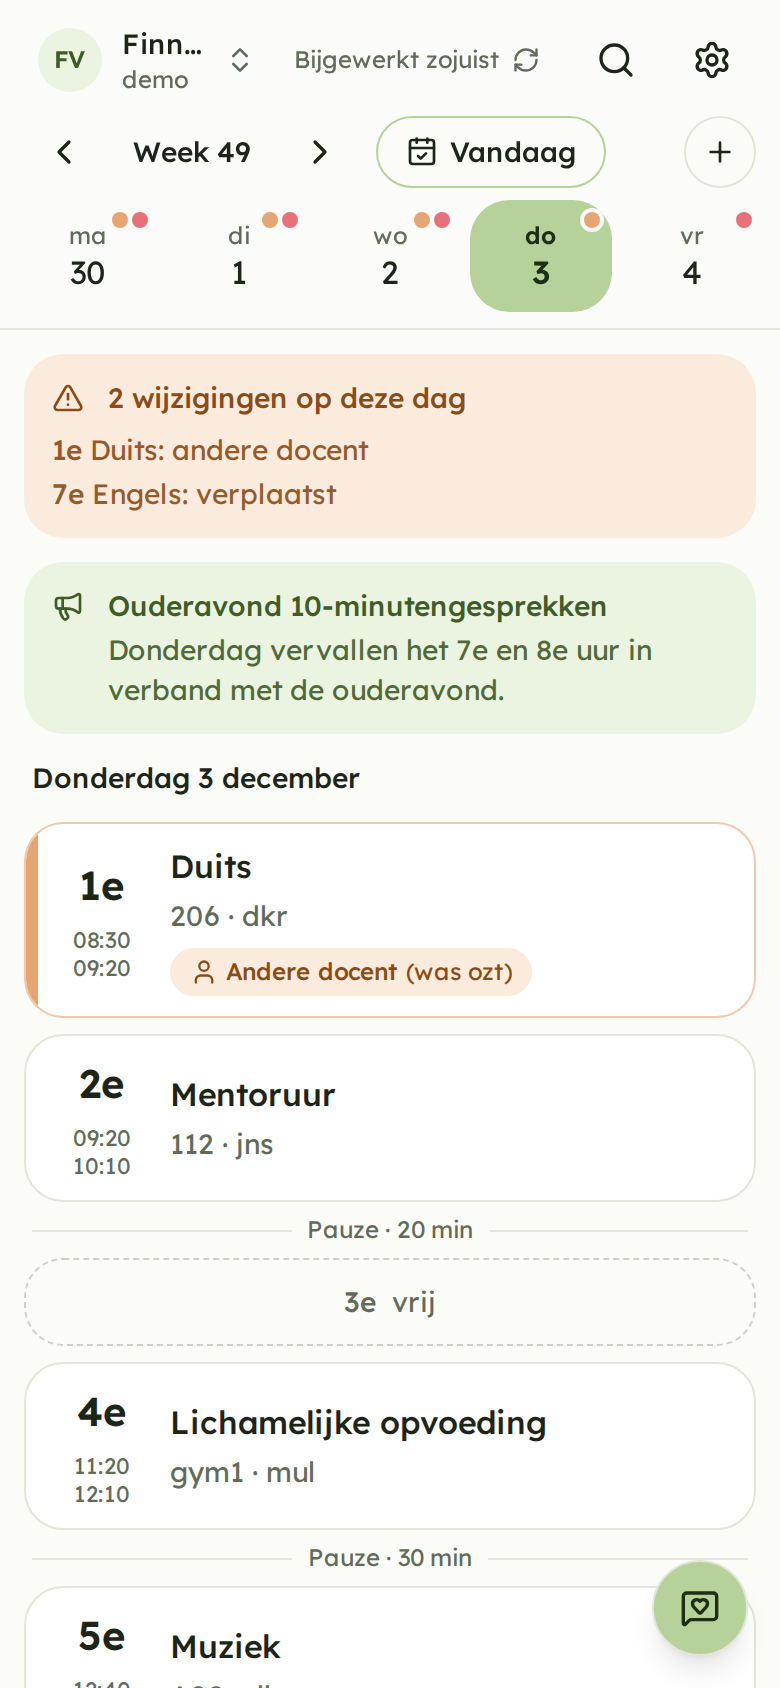 FV
Finn...
demo
Bijgewerkt zojuist
Week 49
Vandaag
ma
30
di
1
wo
2
do
3
vr
4
2 wijzigingen op deze dag
1e Duits: andere docent
7e Engels: verplaatst
Ouderavond 10-minutengesprekken
Donderdag vervallen het 7e en 8e uur in
verband met de ouderavond.
Donderdag 3 december
1e
08:30
09:20
Duits
206 · dkr
Andere docent (was ozt)
2e
09:20
10:10
Mentoruur
112 · jns
Pauze · 20 min
3e vrij
4e
11:20
12:10
Lichamelijke opvoeding
gym1 · mul
Pauze · 30 min
5e
Muziek